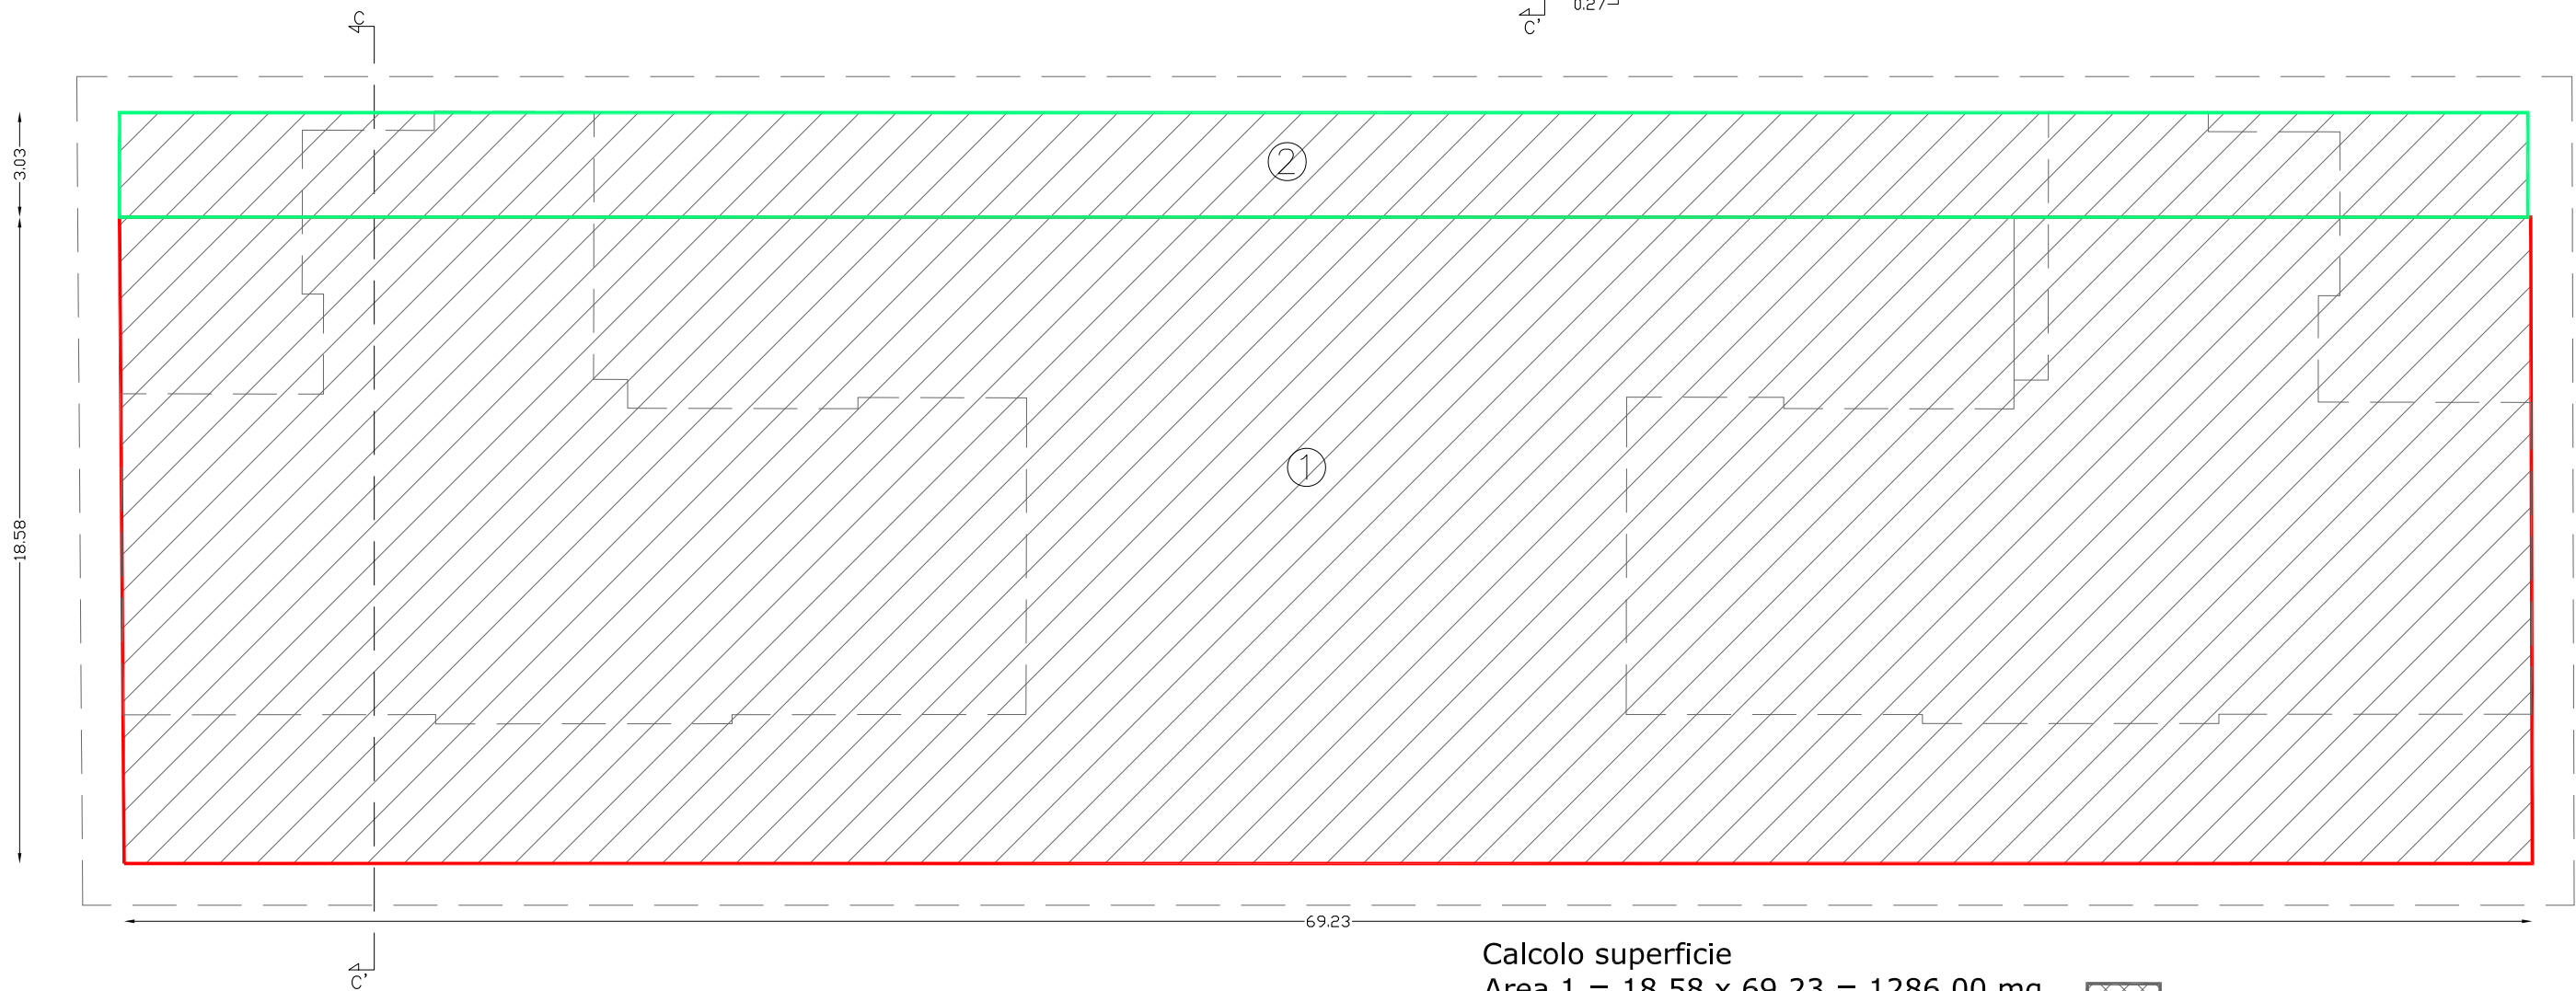 C
C'
0.27
3.03
2
1
18.58
69.23
C'
Calcolo superficie
Area 1 = 18.58 x 69.23 = 1286.00 mq